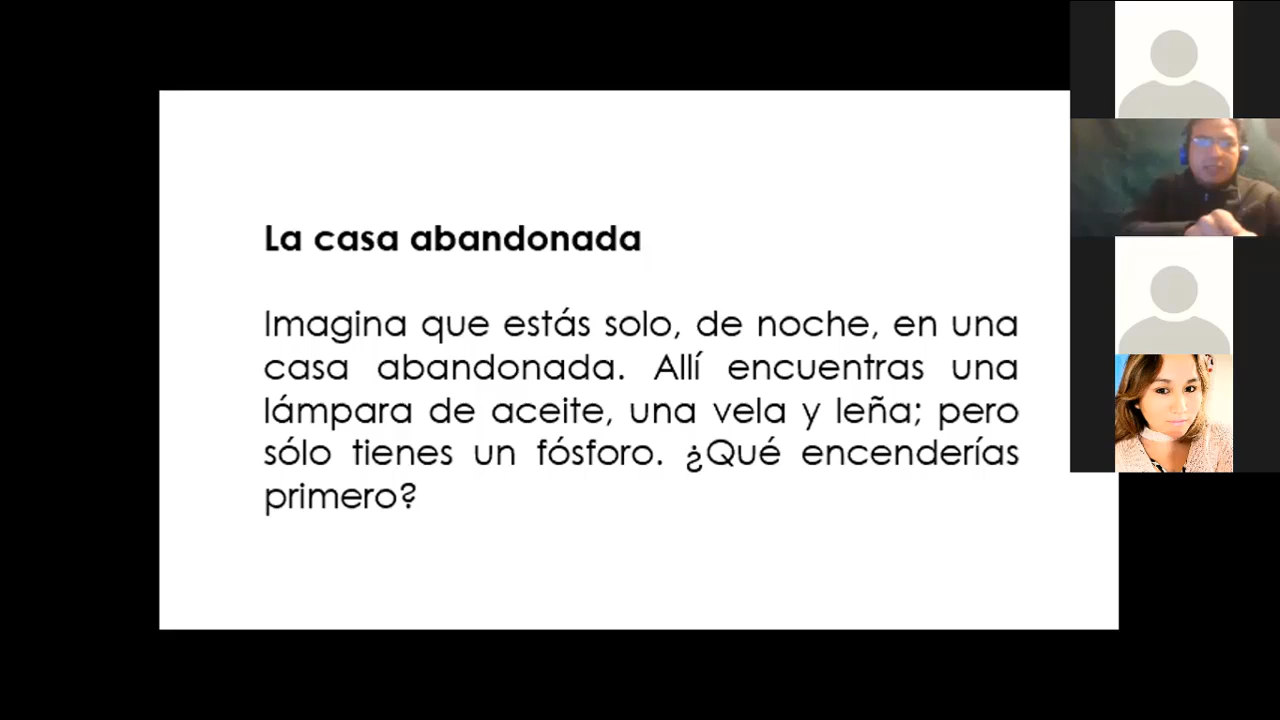 La casa abandonada
Imagina que estás solo, de noche, en una
casa abandonada. Allí encuentras una
lámpara de aceite, una vela y leña; pero
sólo tienes un fósforo. ¿Qué encenderías
primero?